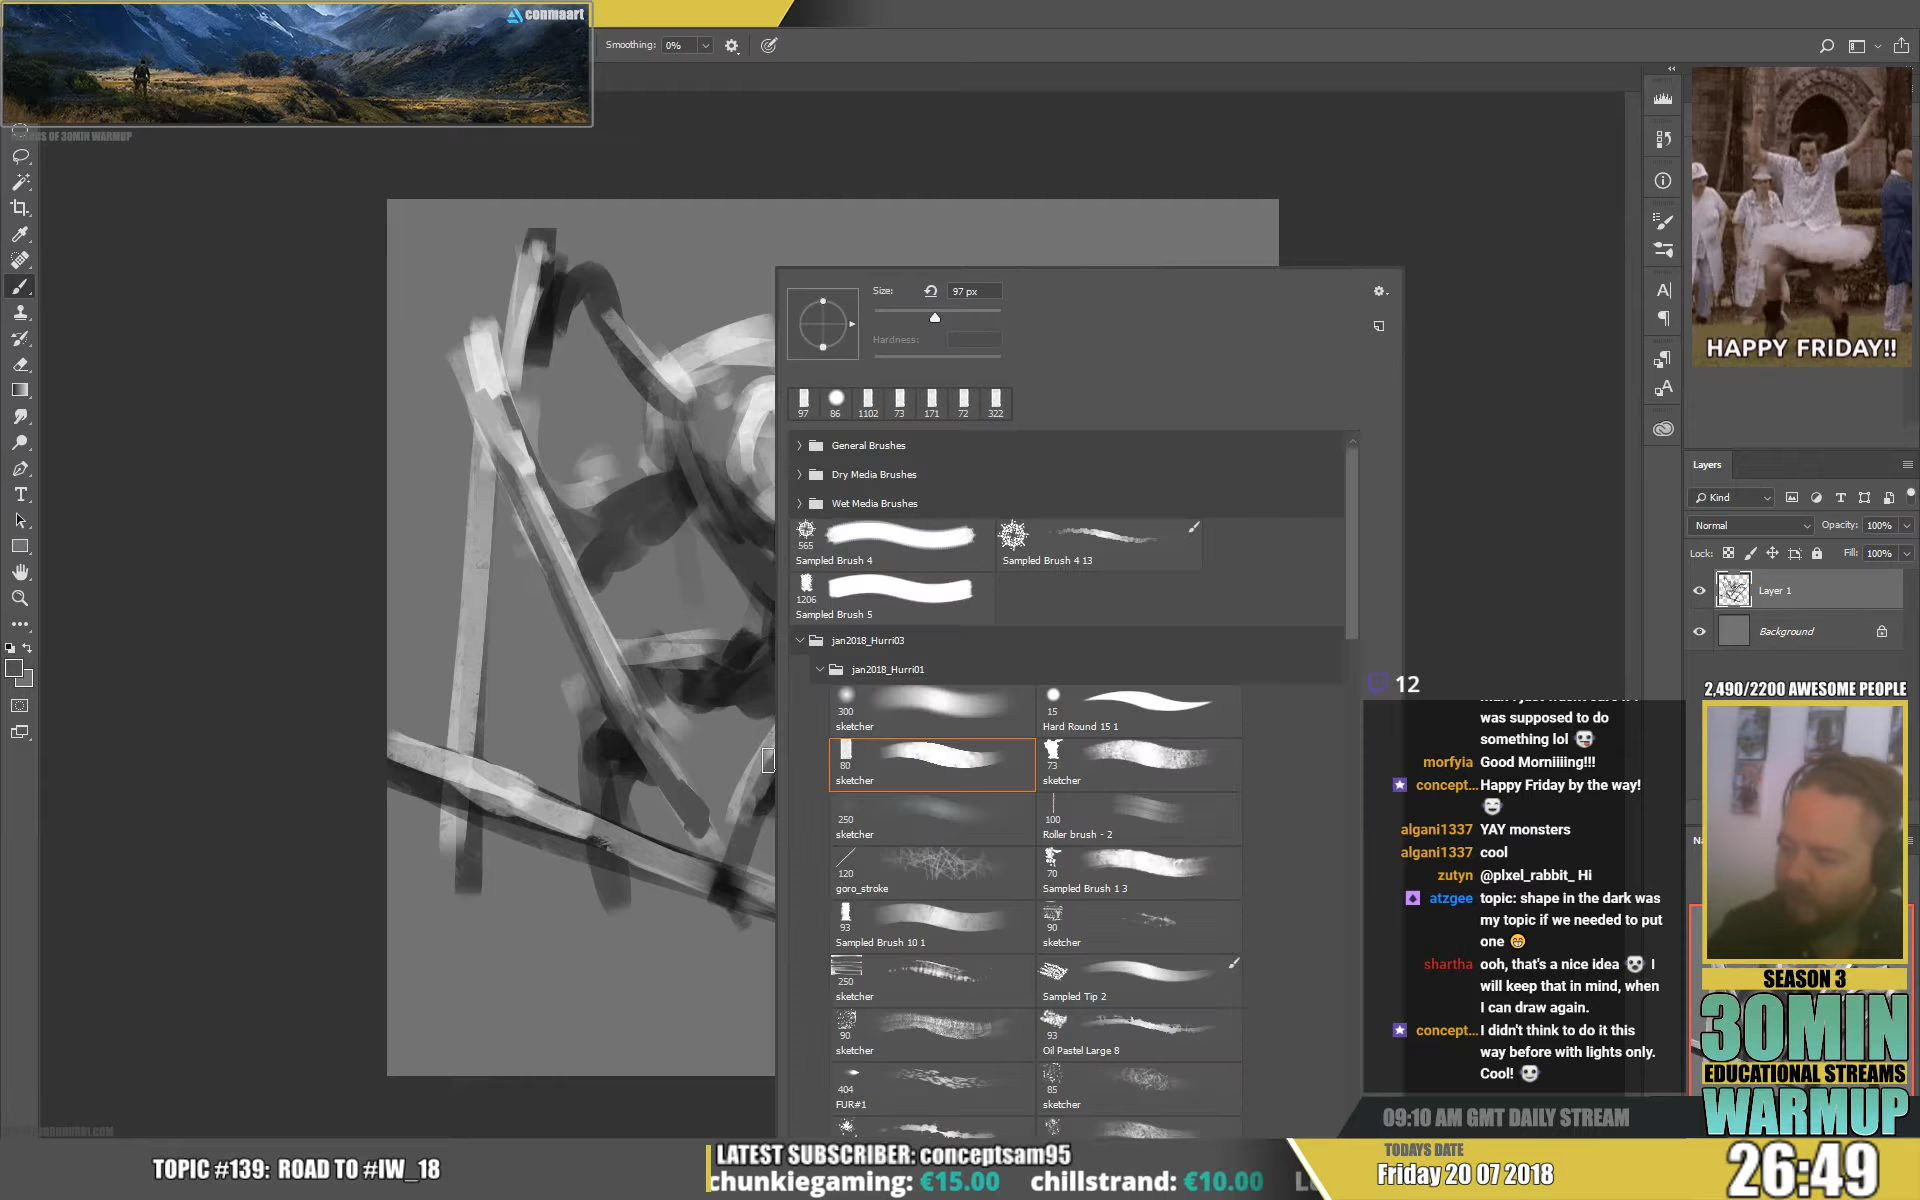 conmaart
Smoothing: 0%
OF 30MIN WARMUP
HAPPY FRIDAY!!
Size: 97 px
Hardness:
97 86 1102 73 171 72 322
General Brushes
Dry Media Brushes
Wet Media Brushes
565
Sampled Brush 4
Sampled Brush 4 13
1206
Sampled Brush 5
jan2018_Hurri03
jan2018_Hurri01
300
sketcher
15
Hard Round 15 1
80
sketcher
73
sketcher
250
sketcher
100
Roller brush - 2
120
goro_stroke
70
Sampled Brush 1 3
93
Sampled Brush 10 1
90
sketcher
250
sketcher
Sampled Tip 2
90
sketcher
93
Oil Pastel Large 8
404
FUR#1
85
sketcher
Layers
Kind
Normal
Opacity: 100%
Lock:
Fill: 100%
Layer 1
Background
2,490/2200 AWESOME PEOPLE
12
was supposed to do
something lol
morfyia Good Morniiiing!!!
concept... Happy Friday by the way!
algani1337 YAY monsters
algani1337 cool
zutyn @plxel_rabbit_ Hi
atzgee topic: shape in the dark was
my topic if we needed to put
one
shartha ooh, that's a nice idea I
will keep that in mind, when
I can draw again.
concept... I didn't think to do it this
way before with lights only.
Cool!
SEASON 3
30MIN
EDUCATIONAL STREAMS
WARMUP
09:10 AM GMT DAILY STREAM
TOPIC #139: ROAD TO #IW_18
LATEST SUBSCRIBER: conceptsam95
chunkiegaming: €15.00 chillstrand: €10.00
TODAYS DATE
Friday 20 07 2018
26:49